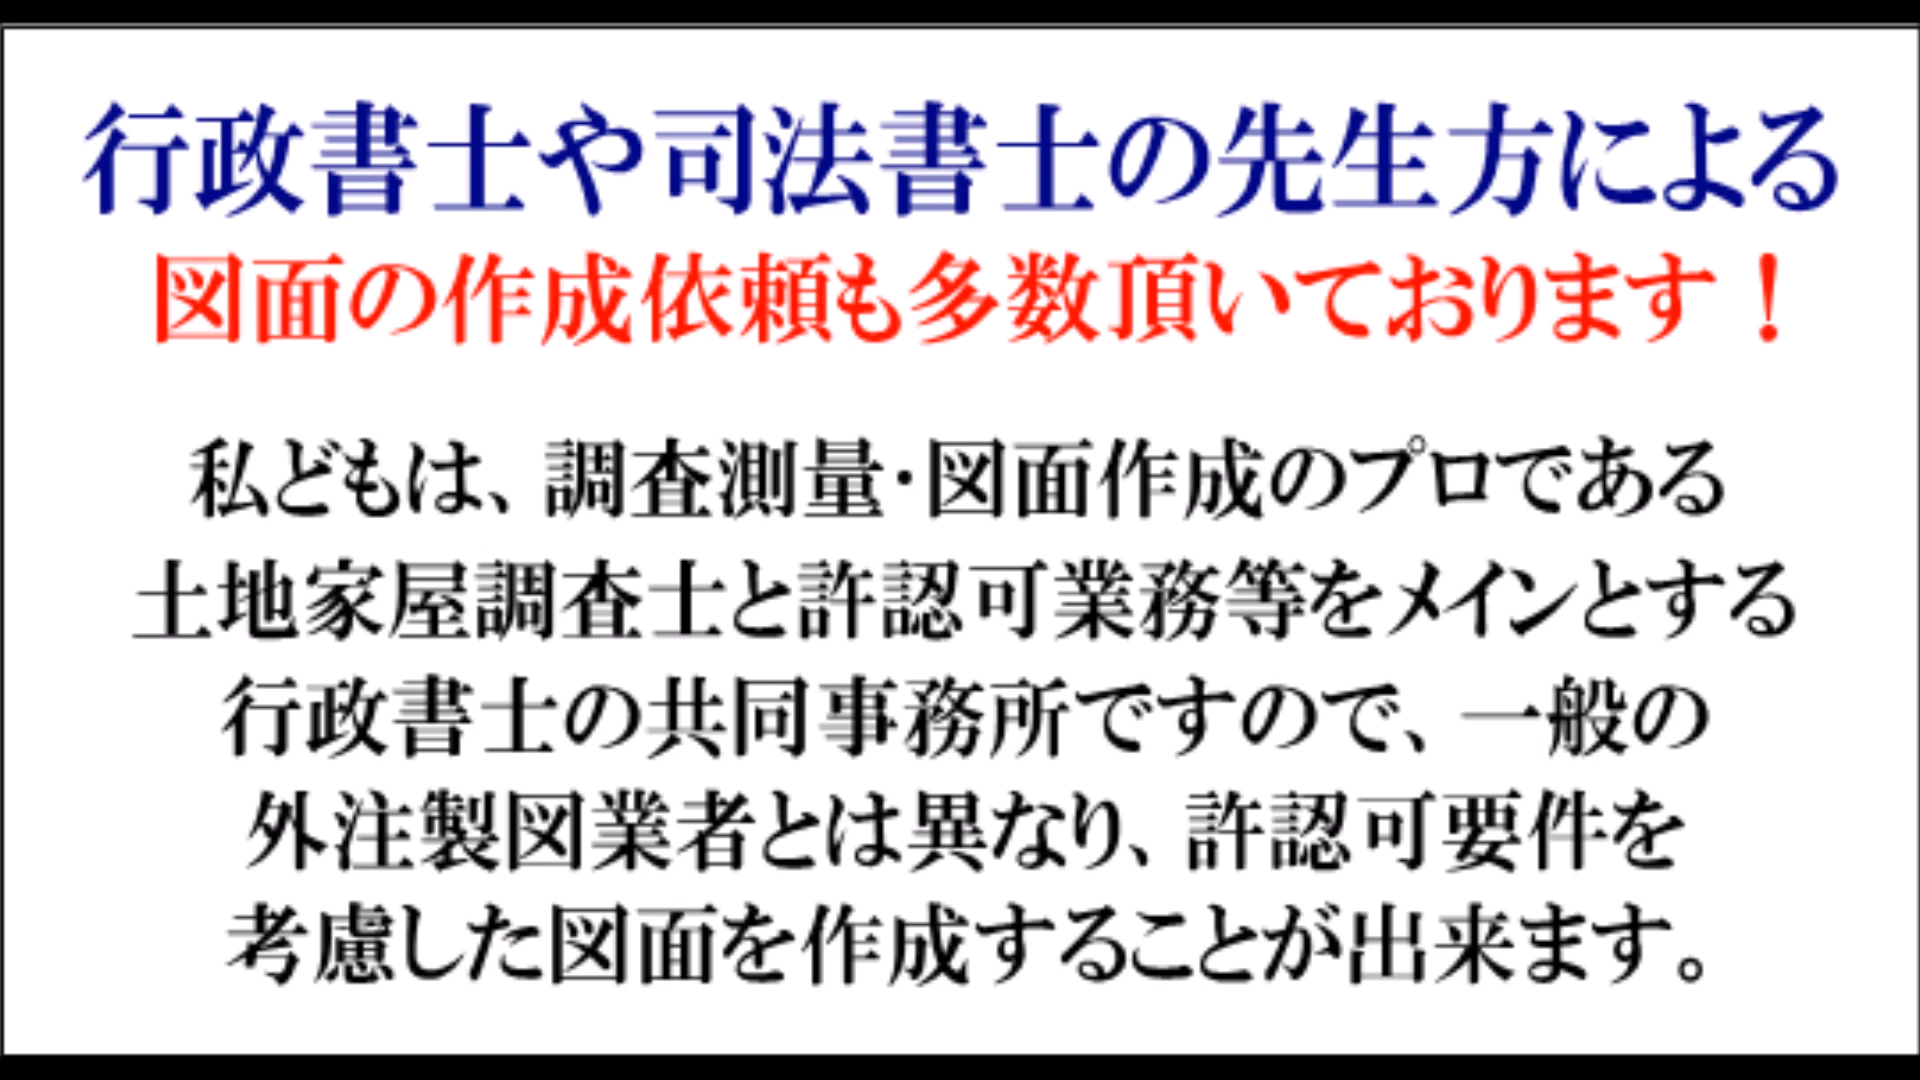 行政書士や司法書士の先生方による
図面の作成依頼も多数頂いております！
私どもは、調査測量・図面作成のプロである
土地家屋調査士と許認可業務等をメインとする
行政書士の共同事務所ですので、一般の
外注製図業者とは異なり、許認可要件を
考慮した図面を作成することが出来ます。